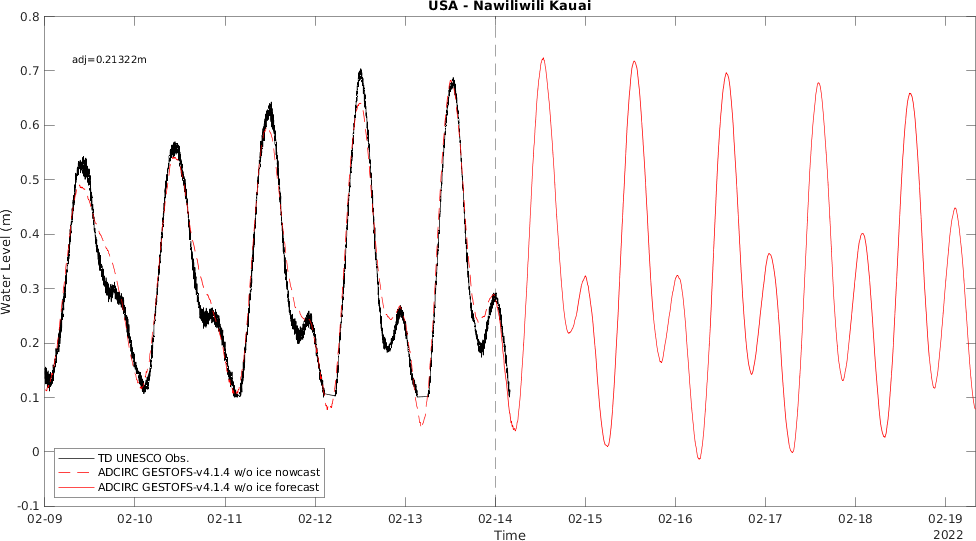 USA - Nawiliwili Kauai
adj=0.21322m
0.8
0.7
0.6
0.5
0.4
0.3
0.2
0.1
0
-0.1
Water Level (m)
TD UNESCO Obs.
ADCIRC GESTOFS-v4.1.4 w/o ice nowcast
ADCIRC GESTOFS-v4.1.4 w/o ice forecast
02-09 02-10 02-11 02-12 02-13 02-14 02-15 02-16 02-17 02-18 02-19
Time 2022